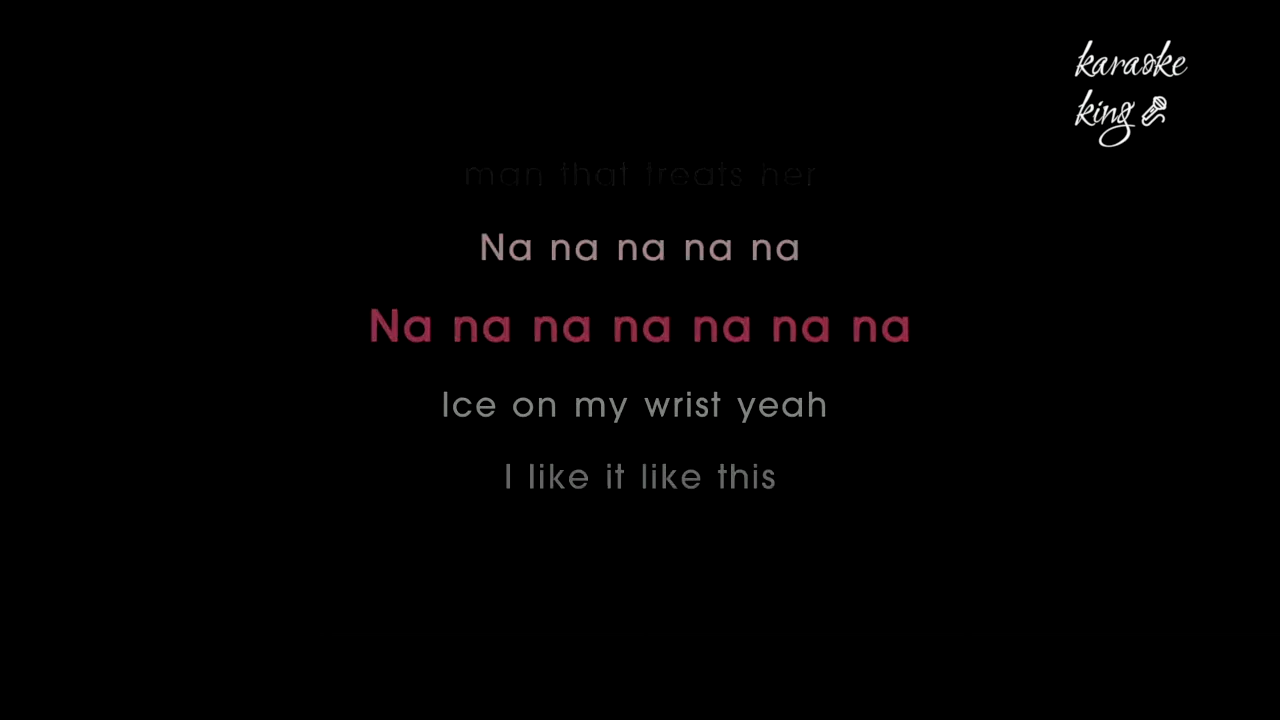 karaoke
king
man that treats her
Na na na na na
Na na na na na na na
Ice on my wrist yeah
I like it like this